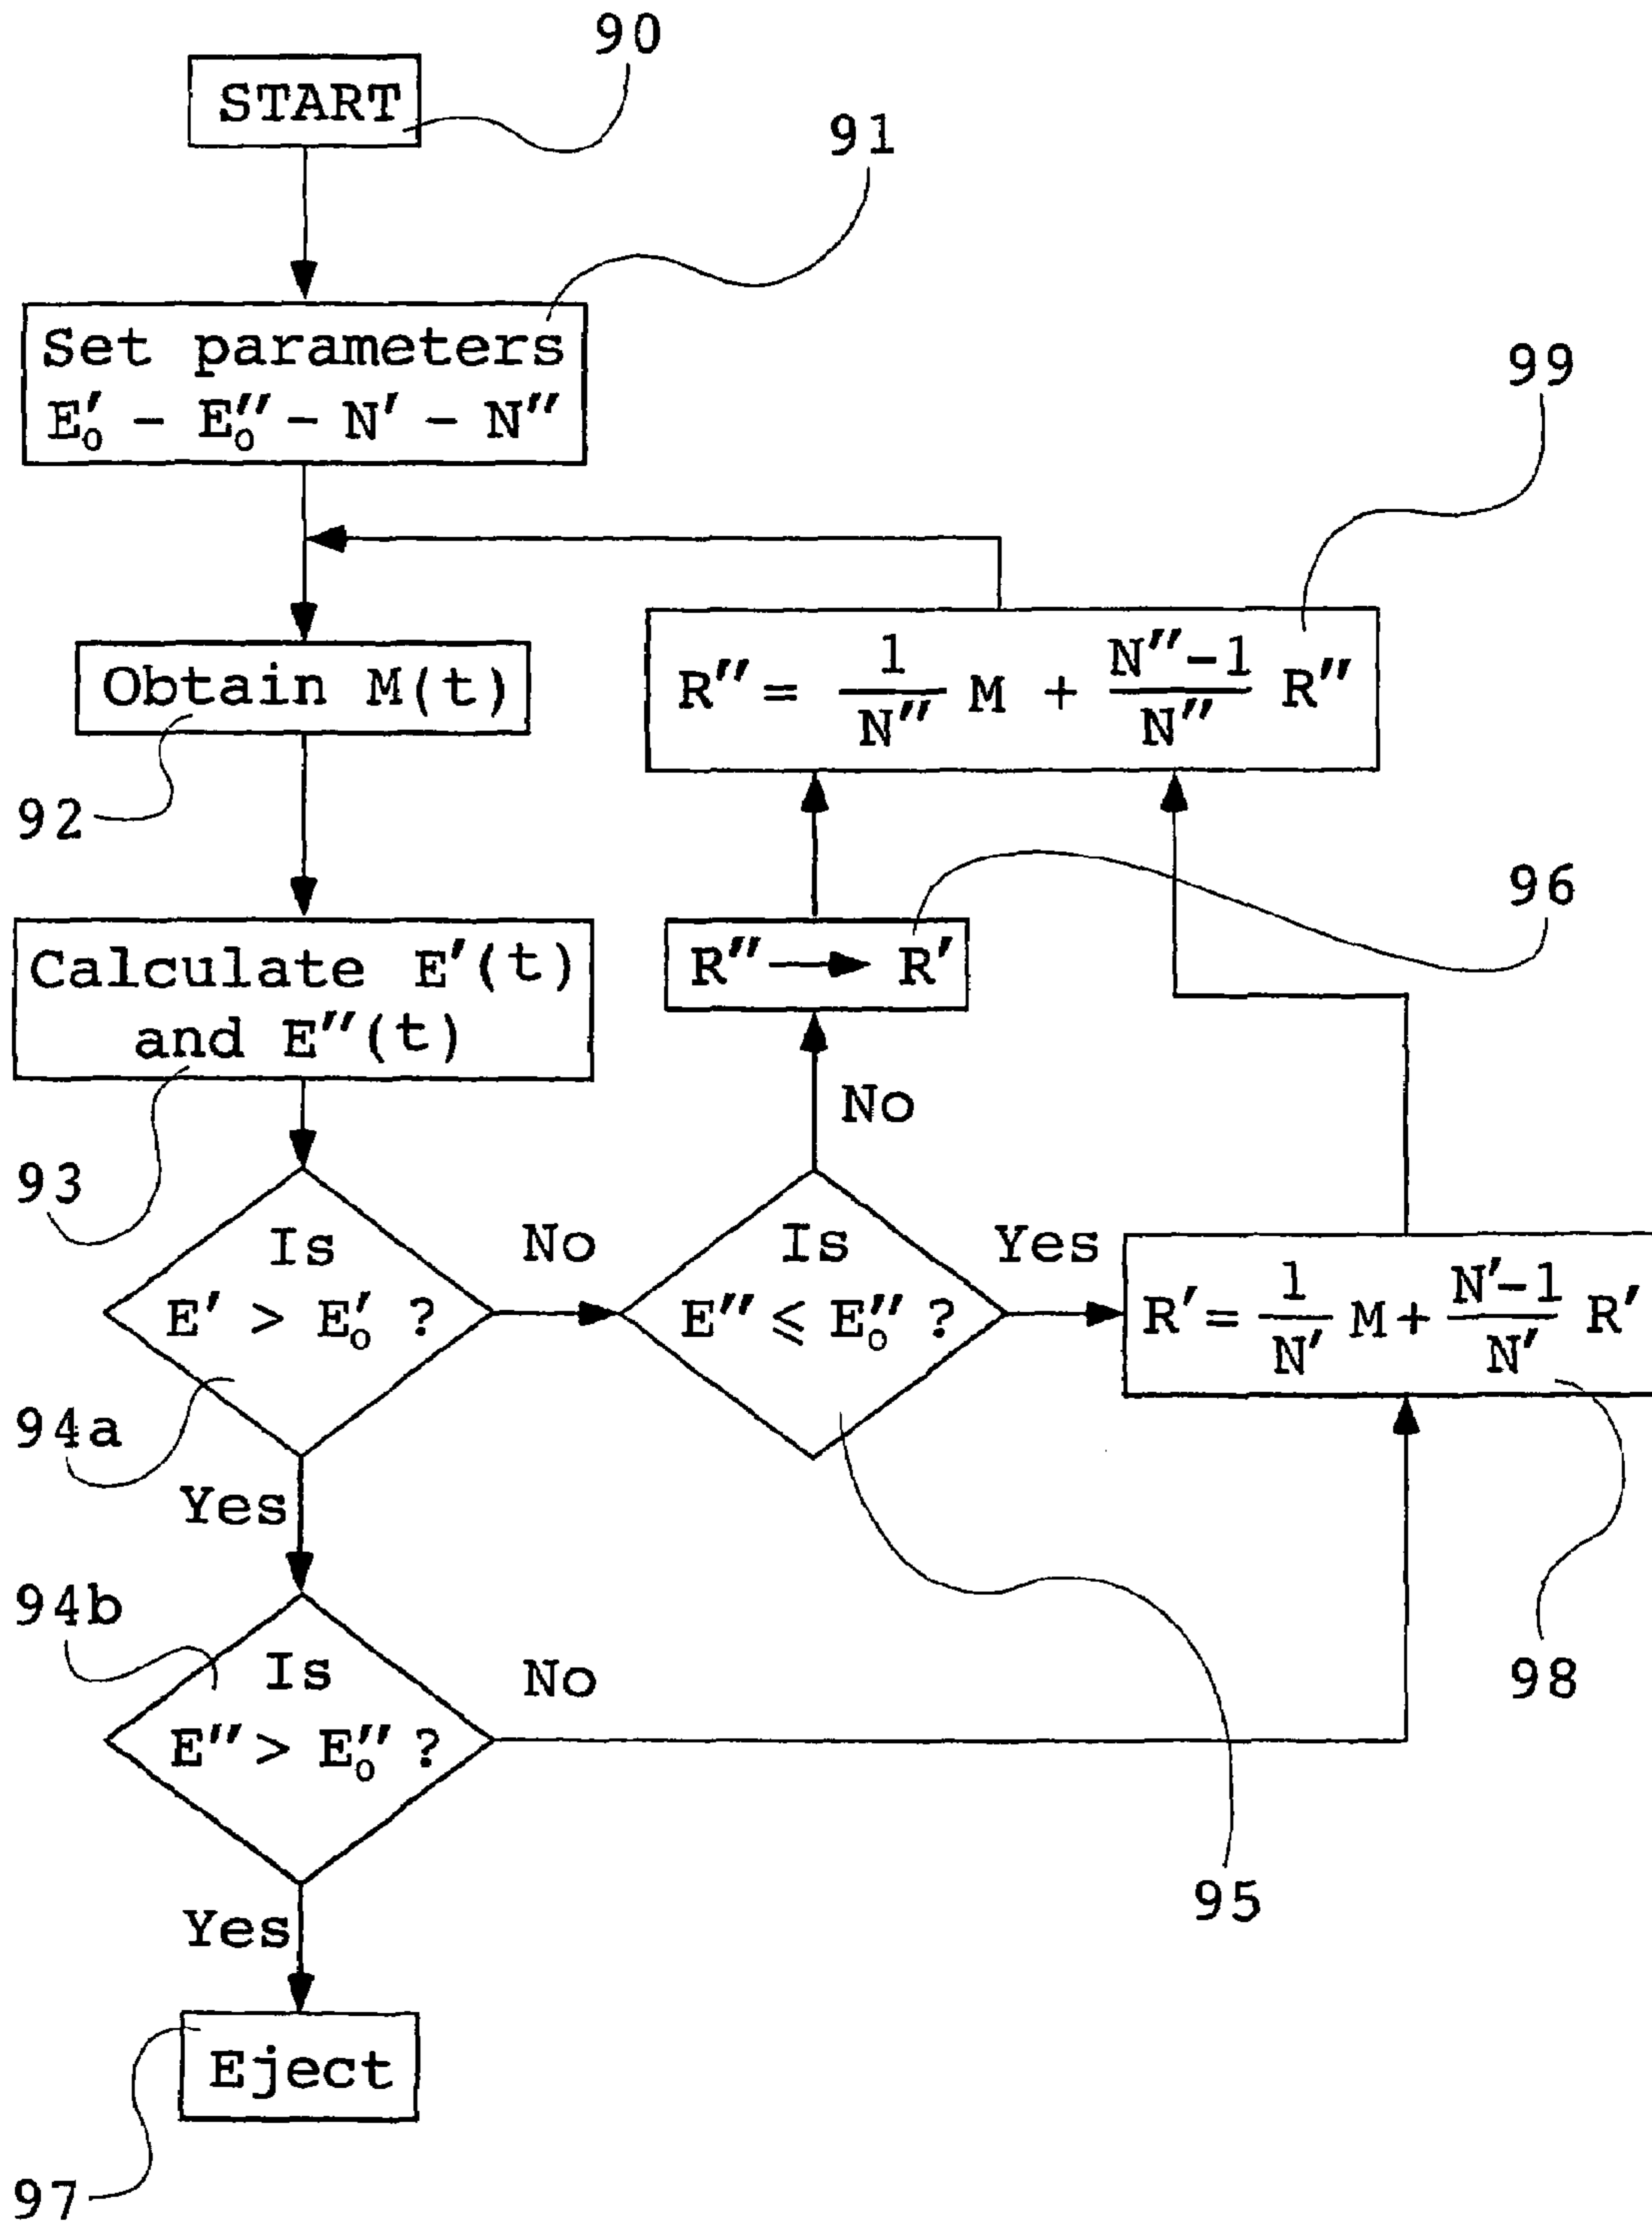 90
START
91
Set parameters
E′₀ − E″₀ − N′ − N″
99
R″ = 1/N″ M + N″−1/N″ R″
Obtain M(t)
92
96
R″ → R′
Calculate E′(t)
and E″(t)
No
93
Is
E′ > E′₀ ?
No
Is
E″ ⩽ E″₀ ?
Yes
R′ = 1/N′ M + N′−1/N′ R′
94a
Yes
94b
Is
E″ > E″₀ ?
No
98
95
Yes
Eject
97